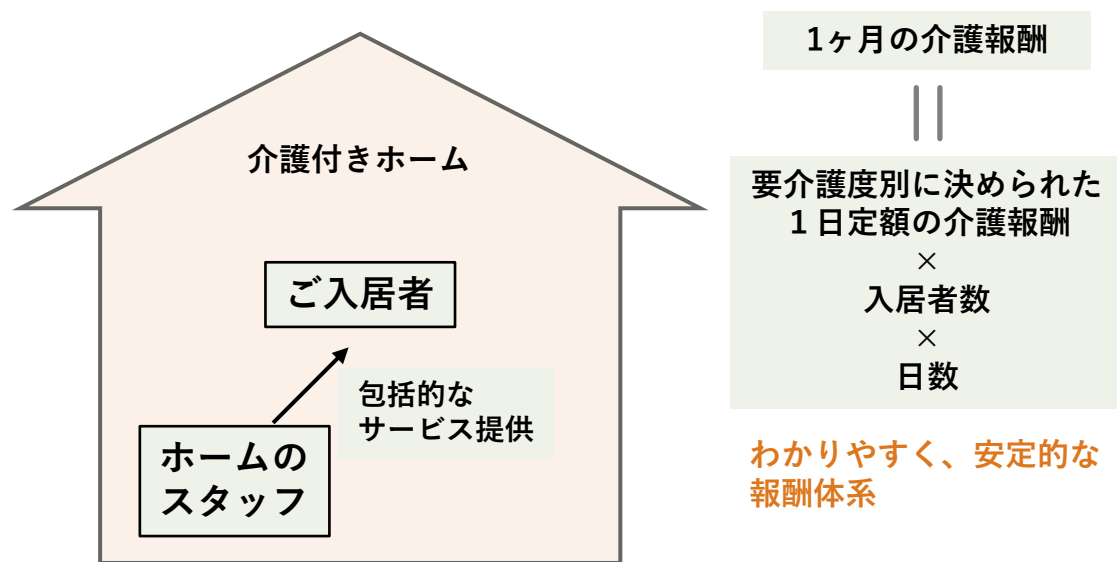 介護付きホーム
ご入居者
包括的な
サービス提供
ホームの
スタッフ
1ヶ月の介護報酬
要介護度別に決められた
１日定額の介護報酬
×
入居者数
×
日数
わかりやすく、安定的な
報酬体系